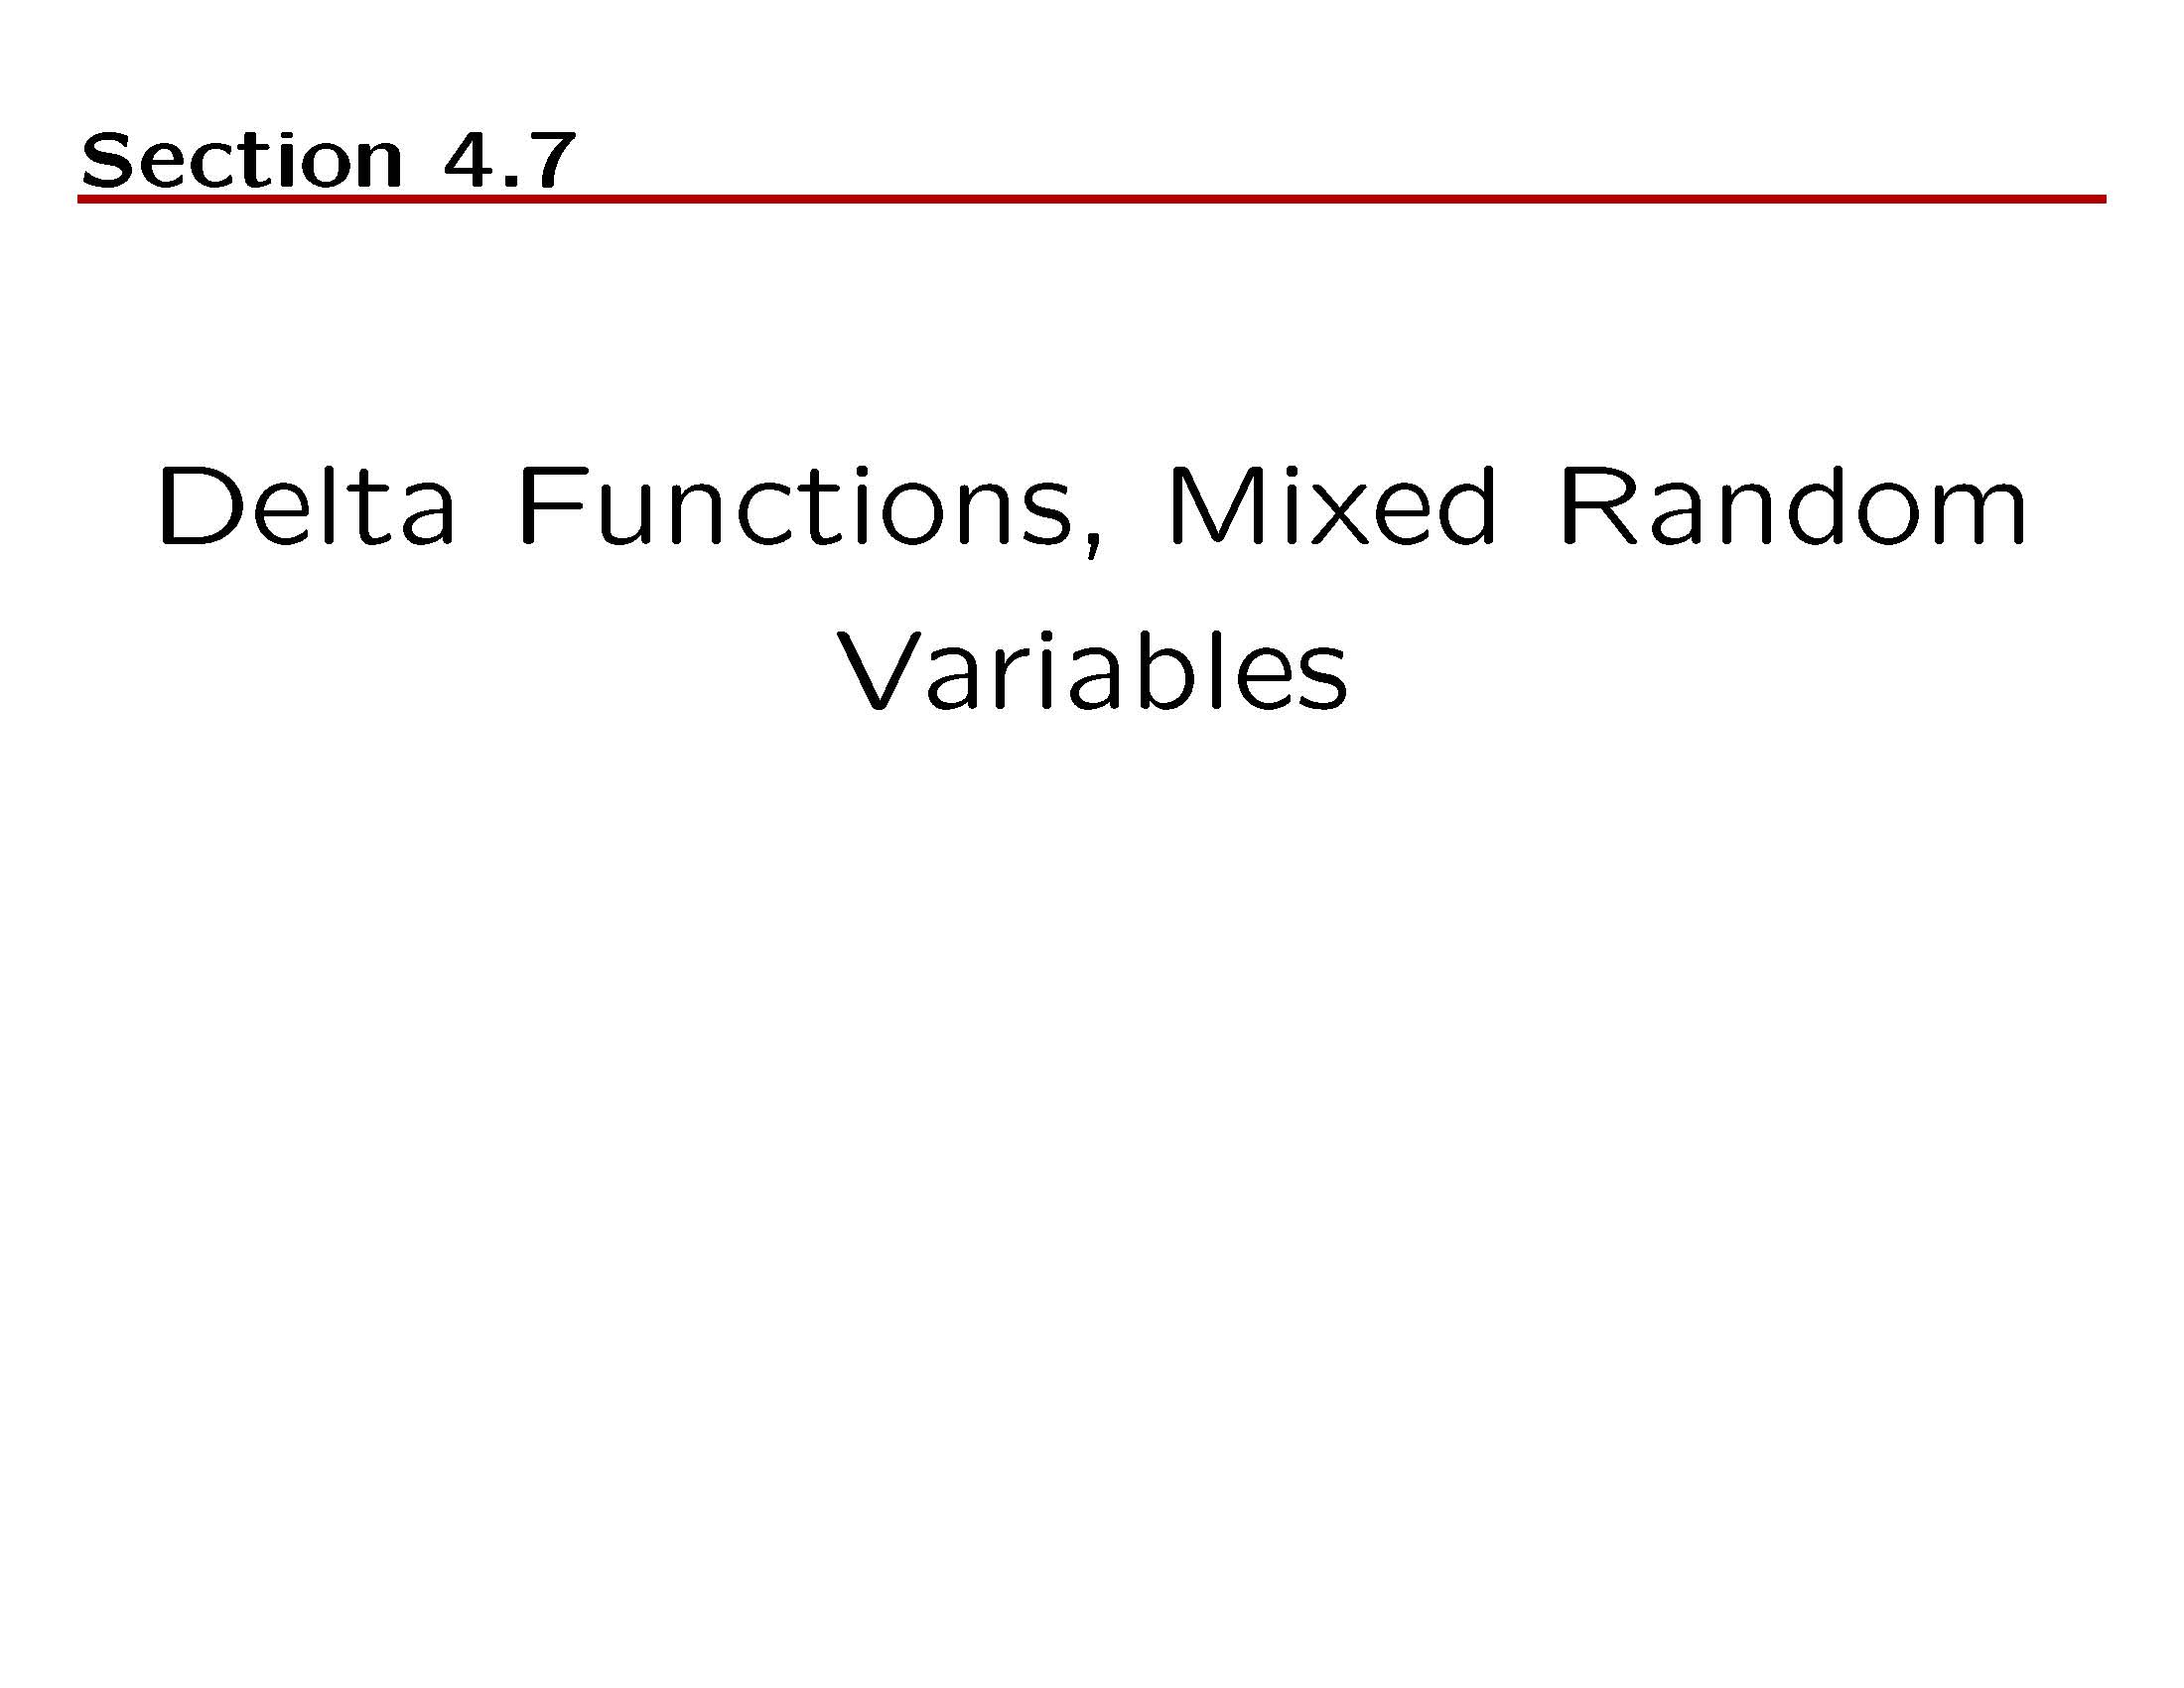 Section 4.7
Delta Functions, Mixed Random
Variables